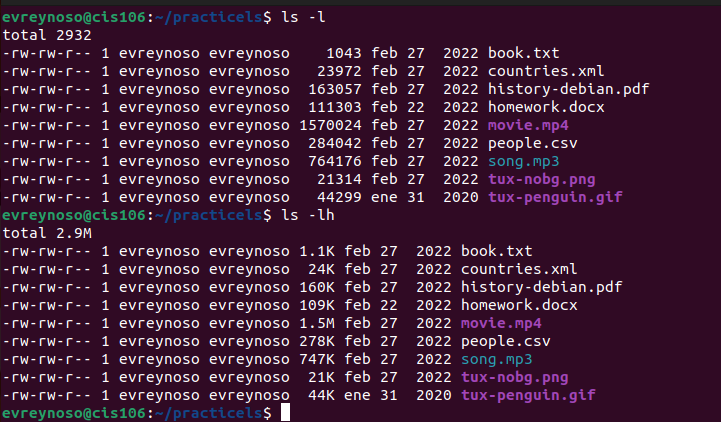 evreynoso@cis106:~/practicels$ ls -l
total 2932
-rw-rw-r-- 1 evreynoso evreynoso    1043 feb 27  2022 book.txt
-rw-rw-r-- 1 evreynoso evreynoso   23972 feb 27  2022 countries.xml
-rw-rw-r-- 1 evreynoso evreynoso  163057 feb 27  2022 history-debian.pdf
-rw-rw-r-- 1 evreynoso evreynoso  111303 feb 22  2022 homework.docx
-rw-rw-r-- 1 evreynoso evreynoso 1570024 feb 27  2022 movie.mp4
-rw-rw-r-- 1 evreynoso evreynoso  284042 feb 27  2022 people.csv
-rw-rw-r-- 1 evreynoso evreynoso  764176 feb 27  2022 song.mp3
-rw-rw-r-- 1 evreynoso evreynoso   21314 feb 27  2022 tux-nobg.png
-rw-rw-r-- 1 evreynoso evreynoso   44299 ene 31  2020 tux-penguin.gif
evreynoso@cis106:~/practicels$ ls -lh
total 2.9M
-rw-rw-r-- 1 evreynoso evreynoso 1.1K feb 27  2022 book.txt
-rw-rw-r-- 1 evreynoso evreynoso  24K feb 27  2022 countries.xml
-rw-rw-r-- 1 evreynoso evreynoso 160K feb 27  2022 history-debian.pdf
-rw-rw-r-- 1 evreynoso evreynoso 109K feb 22  2022 homework.docx
-rw-rw-r-- 1 evreynoso evreynoso 1.5M feb 27  2022 movie.mp4
-rw-rw-r-- 1 evreynoso evreynoso 278K feb 27  2022 people.csv
-rw-rw-r-- 1 evreynoso evreynoso 747K feb 27  2022 song.mp3
-rw-rw-r-- 1 evreynoso evreynoso  21K feb 27  2022 tux-nobg.png
-rw-rw-r-- 1 evreynoso evreynoso  44K ene 31  2020 tux-penguin.gif
evreynoso@cis106:~/practicels$